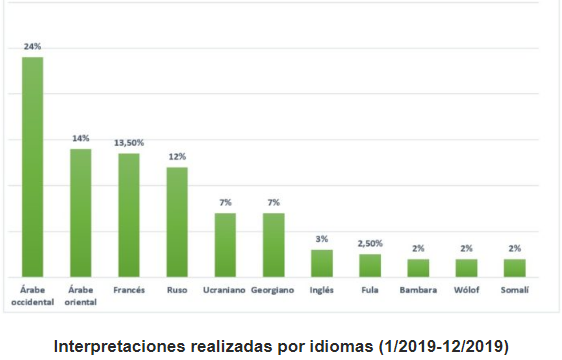 24%
14%
13,50%
12%
7%
7%
3%
2,50%
2%
2%
2%
Árabe occidental
Árabe oriental
Francés
Ruso
Ucraniano
Georgiano
Inglés
Fula
Bambara
Wólof
Somalí
Interpretaciones realizadas por idiomas (1/2019-12/2019)